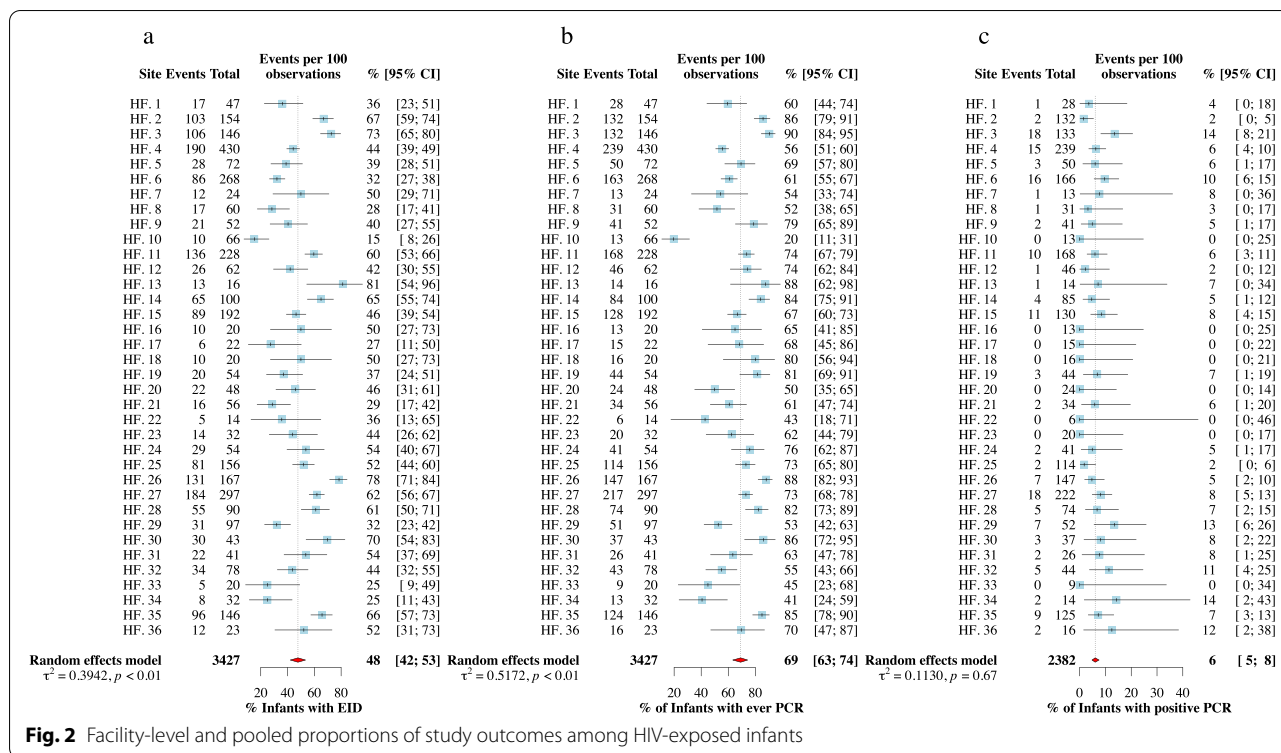 a
Events per 100
Site Events Total observations % [95% CI]
HF. 1 17 47 36 [23; 51]
HF. 2 103 154 67 [59; 74]
HF. 3 106 146 73 [65; 80]
HF. 4 190 430 44 [39; 49]
HF. 5 28 72 39 [28; 51]
HF. 6 86 268 32 [27; 38]
HF. 7 12 24 50 [29; 71]
HF. 8 17 60 28 [17; 41]
HF. 9 21 52 40 [27; 55]
HF. 10 10 66 15 [ 8; 26]
HF. 11 136 228 60 [53; 66]
HF. 12 26 62 42 [30; 55]
HF. 13 13 16 81 [54; 96]
HF. 14 65 100 65 [55; 74]
HF. 15 89 192 46 [39; 54]
HF. 16 10 20 50 [27; 73]
HF. 17 6 22 27 [11; 50]
HF. 18 10 20 50 [27; 73]
HF. 19 20 54 37 [24; 51]
HF. 20 22 48 46 [31; 61]
HF. 21 16 56 29 [17; 42]
HF. 22 5 14 36 [13; 65]
HF. 23 14 32 44 [26; 62]
HF. 24 29 54 54 [40; 67]
HF. 25 81 156 52 [44; 60]
HF. 26 131 167 78 [71; 84]
HF. 27 184 297 62 [56; 67]
HF. 28 55 90 61 [50; 71]
HF. 29 31 97 32 [23; 42]
HF. 30 30 43 70 [54; 83]
HF. 31 22 41 54 [37; 69]
HF. 32 34 78 44 [32; 55]
HF. 33 5 20 25 [ 9; 49]
HF. 34 8 32 25 [11; 43]
HF. 35 96 146 66 [57; 73]
HF. 36 12 23 52 [31; 73]
Random effects model 3427 48 [42; 53]
τ² = 0.3942, p < 0.01
20 40 60 80
% Infants with EID
b
Events per 100
Site Events Total observations % [95% CI]
HF. 1 28 47 60 [44; 74]
HF. 2 132 154 86 [79; 91]
HF. 3 132 146 90 [84; 95]
HF. 4 239 430 56 [51; 60]
HF. 5 50 72 69 [57; 80]
HF. 6 163 268 61 [55; 67]
HF. 7 13 24 54 [33; 74]
HF. 8 31 60 52 [38; 65]
HF. 9 41 52 79 [65; 89]
HF. 10 13 66 20 [11; 31]
HF. 11 168 228 74 [67; 79]
HF. 12 46 62 74 [62; 84]
HF. 13 14 16 88 [62; 98]
HF. 14 84 100 84 [75; 91]
HF. 15 128 192 67 [60; 73]
HF. 16 13 20 65 [41; 85]
HF. 17 15 22 68 [45; 86]
HF. 18 16 20 80 [56; 94]
HF. 19 44 54 81 [69; 91]
HF. 20 24 48 50 [35; 65]
HF. 21 34 56 61 [47; 74]
HF. 22 6 14 43 [18; 71]
HF. 23 20 32 62 [44; 79]
HF. 24 41 54 76 [62; 87]
HF. 25 114 156 73 [65; 80]
HF. 26 147 167 88 [82; 93]
HF. 27 217 297 73 [68; 78]
HF. 28 74 90 82 [73; 89]
HF. 29 51 97 53 [42; 63]
HF. 30 37 43 86 [72; 95]
HF. 31 26 41 63 [47; 78]
HF. 32 43 78 55 [43; 66]
HF. 33 9 20 45 [23; 68]
HF. 34 13 32 41 [24; 59]
HF. 35 124 146 85 [78; 90]
HF. 36 16 23 70 [47; 87]
Random effects model 3427 69 [63; 74]
τ² = 0.5172, p < 0.01
20 40 60 80
% of Infants with ever PCR
c
Events per 100
Site Events Total observations % [95% CI]
HF. 1 1 28 4 [ 0; 18]
HF. 2 2 132 2 [ 0; 5]
HF. 3 18 133 14 [ 8; 21]
HF. 4 15 239 6 [ 4; 10]
HF. 5 3 50 6 [ 1; 17]
HF. 6 16 166 10 [ 6; 15]
HF. 7 1 13 8 [ 0; 36]
HF. 8 1 31 3 [ 0; 17]
HF. 9 2 41 5 [ 1; 17]
HF. 10 0 13 0 [ 0; 25]
HF. 11 10 168 6 [ 3; 11]
HF. 12 1 46 2 [ 0; 12]
HF. 13 1 14 7 [ 0; 34]
HF. 14 4 85 5 [ 1; 12]
HF. 15 11 130 8 [ 4; 15]
HF. 16 0 13 0 [ 0; 25]
HF. 17 0 15 0 [ 0; 22]
HF. 18 0 16 0 [ 0; 21]
HF. 19 3 44 7 [ 1; 19]
HF. 20 0 24 0 [ 0; 14]
HF. 21 2 34 6 [ 1; 20]
HF. 22 0 6 0 [ 0; 46]
HF. 23 0 20 0 [ 0; 17]
HF. 24 2 41 5 [ 1; 17]
HF. 25 2 114 2 [ 0; 6]
HF. 26 7 147 5 [ 2; 10]
HF. 27 18 222 8 [ 5; 13]
HF. 28 5 74 7 [ 2; 15]
HF. 29 7 52 13 [ 6; 26]
HF. 30 3 37 8 [ 2; 22]
HF. 31 2 26 8 [ 1; 25]
HF. 32 5 44 11 [ 4; 25]
HF. 33 0 9 0 [ 0; 34]
HF. 34 2 14 14 [ 2; 43]
HF. 35 9 125 7 [ 3; 13]
HF. 36 2 16 12 [ 2; 38]
Random effects model 2382 6 [ 5; 8]
τ² = 0.1130, p = 0.67
0 10 20 30 40
% of Infants with positive PCR
Fig. 2 Facility-level and pooled proportions of study outcomes among HIV-exposed infants